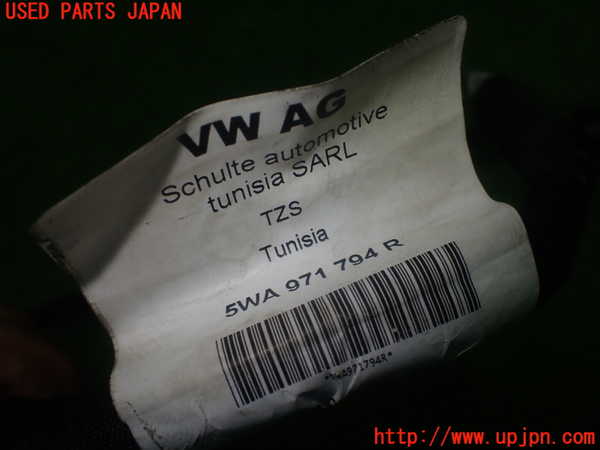 USED PARTS JAPAN
VW AG
Schulte automotive
tunisia SARL
TZS
Tunisia
5WA 971 794 R
http://www.upjpn.com/